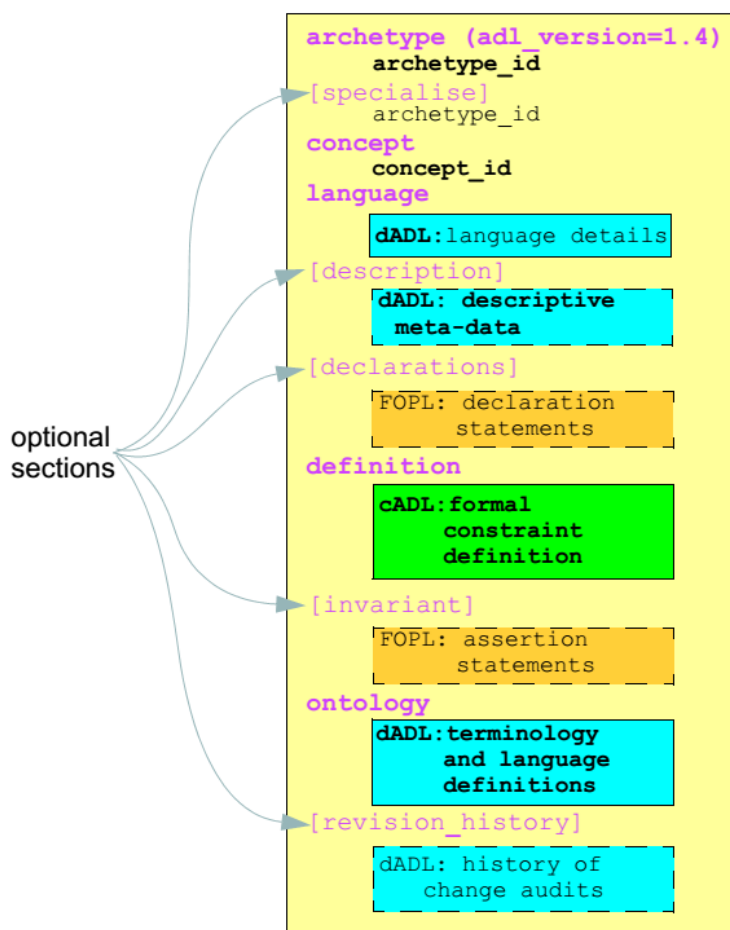 archetype (adl_version=1.4)
archetype_id
[specialise]
archetype_id
concept
concept_id
language
dADL:language details
[description]
dADL: descriptive
meta-data
[declarations]
FOPL: declaration
statements
optional
sections
definition
cADL:formal
constraint
definition
[invariant]
FOPL: assertion
statements
ontology
dADL:terminology
and language
definitions
[revision_history]
dADL: history of
change audits